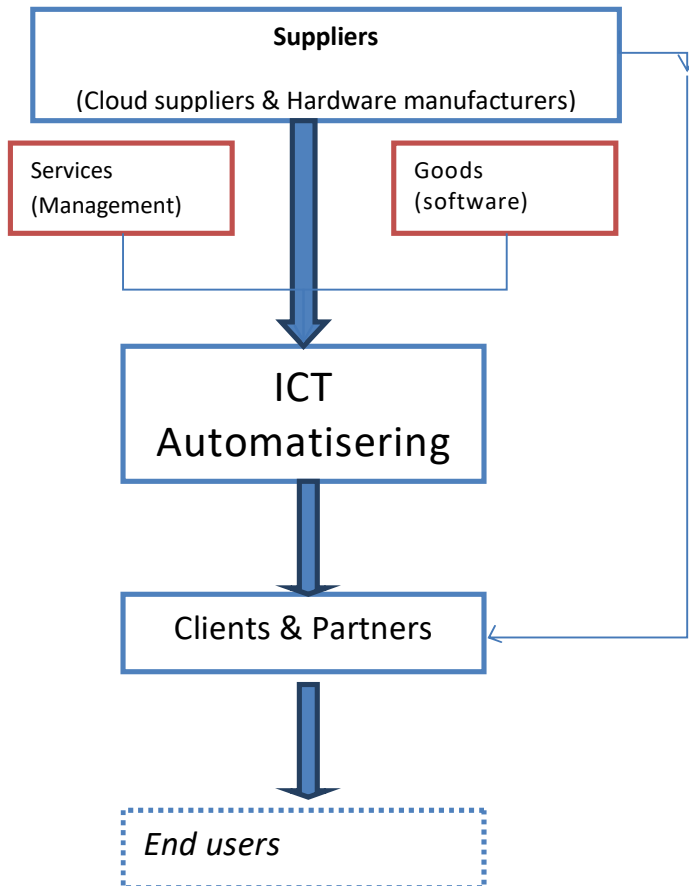 Suppliers
(Cloud suppliers & Hardware manufacturers)
Services
(Management)
Goods
(software)
ICT
Automatisering
Clients & Partners
End users